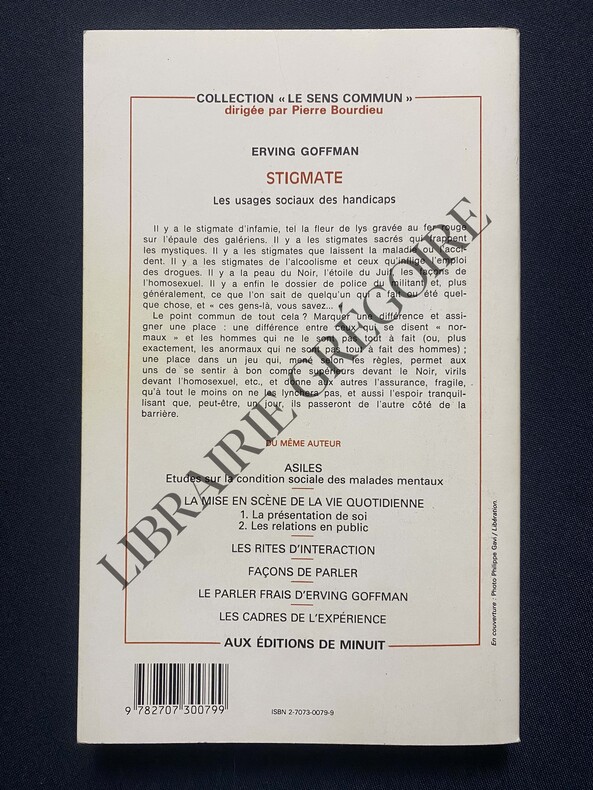 COLLECTION « LE SENS COMMUN »
dirigée par Pierre Bourdieu
ERVING GOFFMAN
STIGMATE
Les usages sociaux des handicaps
Il y a le stigmate d'infamie, tel la fleur de lys gravée au fer rouge
sur l'épaule des galériens. Il y a les stigmates sacrés qui frappent
les mystiques. Il y a les stigmates que laissent la maladie ou l'acci-
dent. Il y a les stigmates de l'alcoolisme et ceux qu'inflige l'emploi
des drogues. Il y a la peau du Noir, l'étoile du Juif, les façons de
l'homosexuel. Il y a enfin le dossier de police du militant et, plus
généralement, ce que l'on sait de quelqu'un qui a fait ou été quel-
que chose, et « ces gens-là, vous savez... »
Le point commun de tout cela ? Marquer une différence et assi-
gner une place : une différence entre ceux qui se disent « nor-
maux » et les hommes qui ne le sont pas tout à fait (ou, plus
exactement, les anormaux qui ne sont pas tout à fait des hommes) ;
une place dans un jeu qui, mené selon les règles, permet aux
uns de se sentir à bon compte supérieurs devant le Noir, virils
devant l'homosexuel, etc., et donne aux autres l'assurance, fragile,
qu'à tout le moins on ne les lynchera pas, et aussi l'espoir tranquil-
lisant que, peut-être, un jour, ils passeront de l'autre côté de la
barrière.
DU MÊME AUTEUR
ASILES
Etudes sur la condition sociale des malades mentaux
LA MISE EN SCÈNE DE LA VIE QUOTIDIENNE
1. La présentation de soi
2. Les relations en public
LES RITES D'INTERACTION
FAÇONS DE PARLER
LE PARLER FRAIS D'ERVING GOFFMAN
LES CADRES DE L'EXPÉRIENCE
AUX ÉDITIONS DE MINUIT
9 782707 300799
ISBN 2-7073-0079-9
En couverture : Photo Philippe Gavi / Libération.
LIBRAIRIE GRÉGOIRE